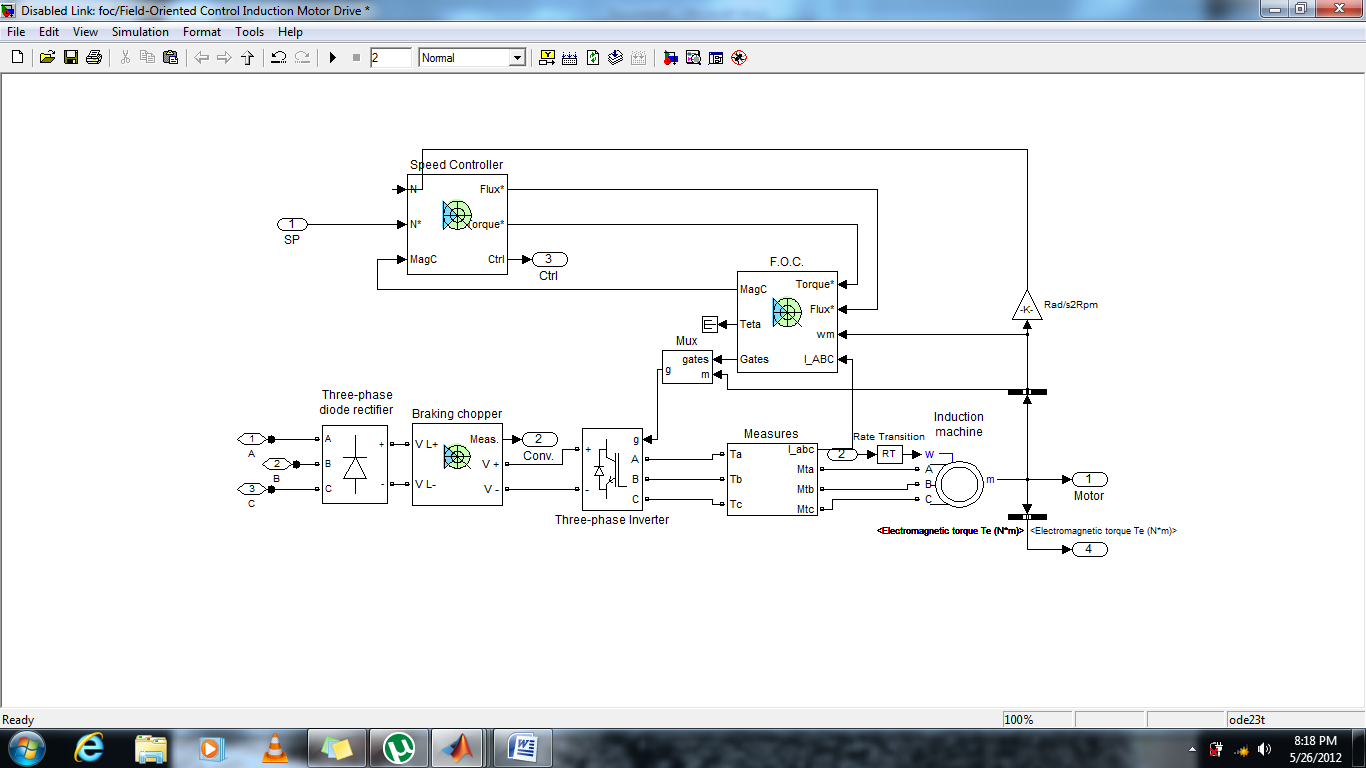 Disabled Link: foc/Field-Oriented Control Induction Motor Drive *
File Edit View Simulation Format Tools Help
2 Normal
Speed Controller
N Flux*
1 N* Torque*
SP
MagC Ctrl 3
Ctrl
F.O.C.
MagC Torque*
Flux*
Teta wm
Gates I_ABC
-K- Rad/s2Rpm
Mux
gates
g m
Three-phase
diode rectifier
1 A +
A
2 B
B
3 C -
C
Braking chopper
V L+ Meas. 2
Conv.
V +
V L- V -
+ g
A
B
- C
Three-phase Inverter
Measures
Ta I_abc
Mta
Tb Mtb
Tc Mtc
Rate Transition
2 RT
Induction
machine
W
A
B m
C
1
Motor
<Electromagnetic torque Te (N*m)> <Electromagnetic torque Te (N*m)>
4
Ready 100% ode23t
8:18 PM
5/26/2012